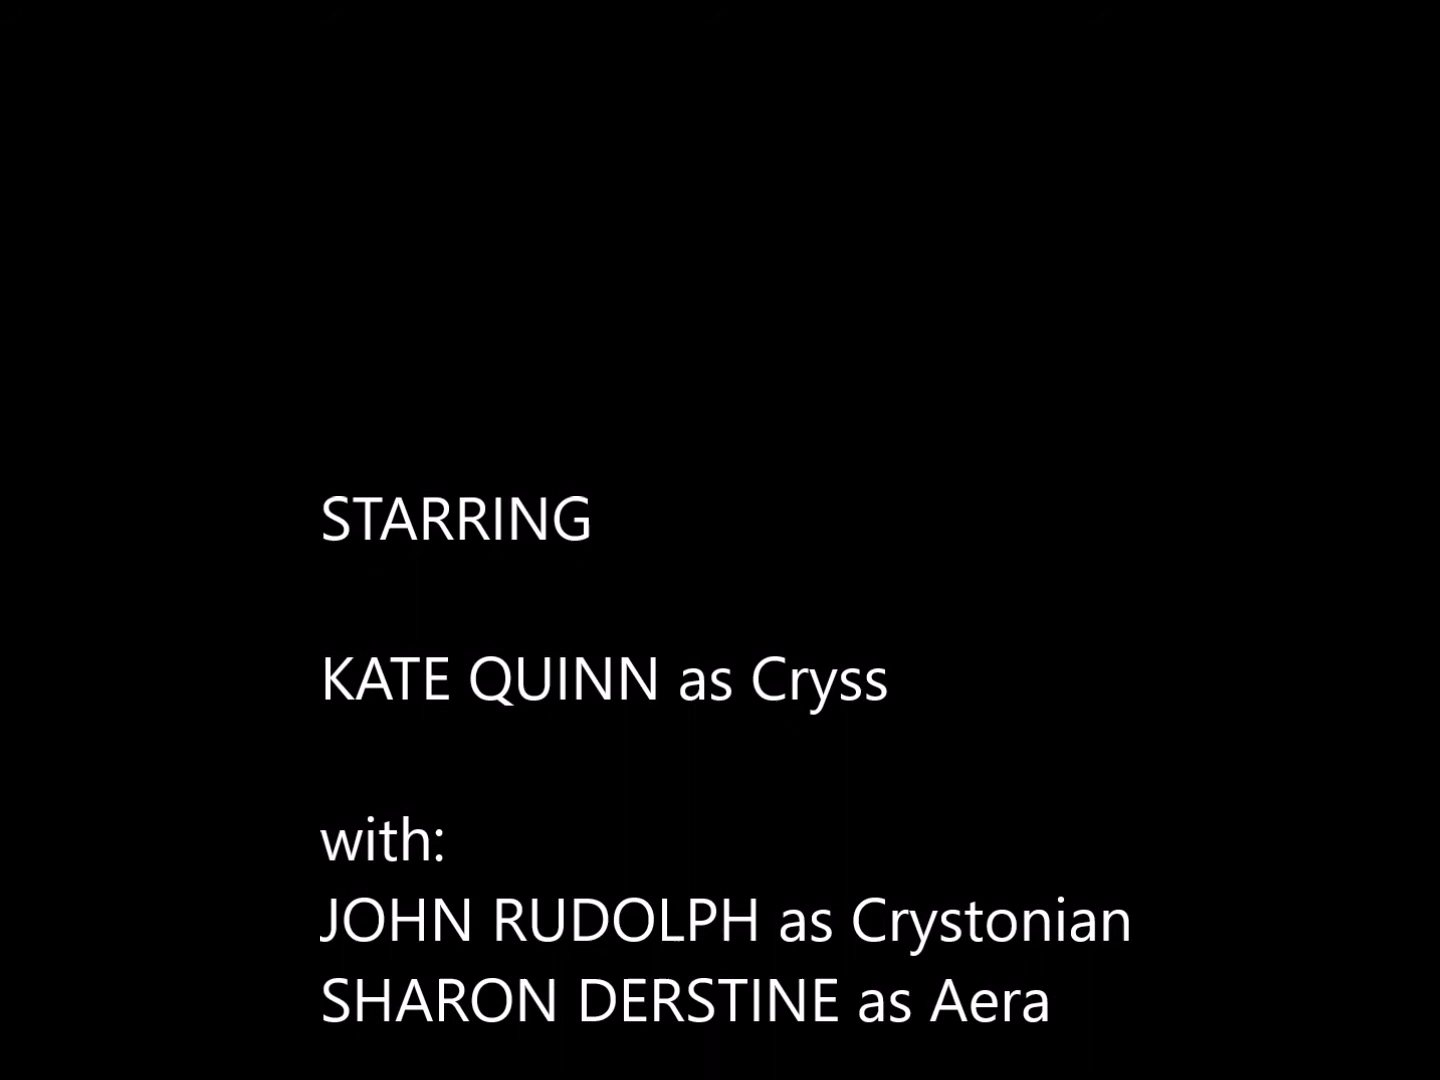 STARRING
KATE QUINN as Cryss
with:
JOHN RUDOLPH as Crystonian
SHARON DERSTINE as Aera